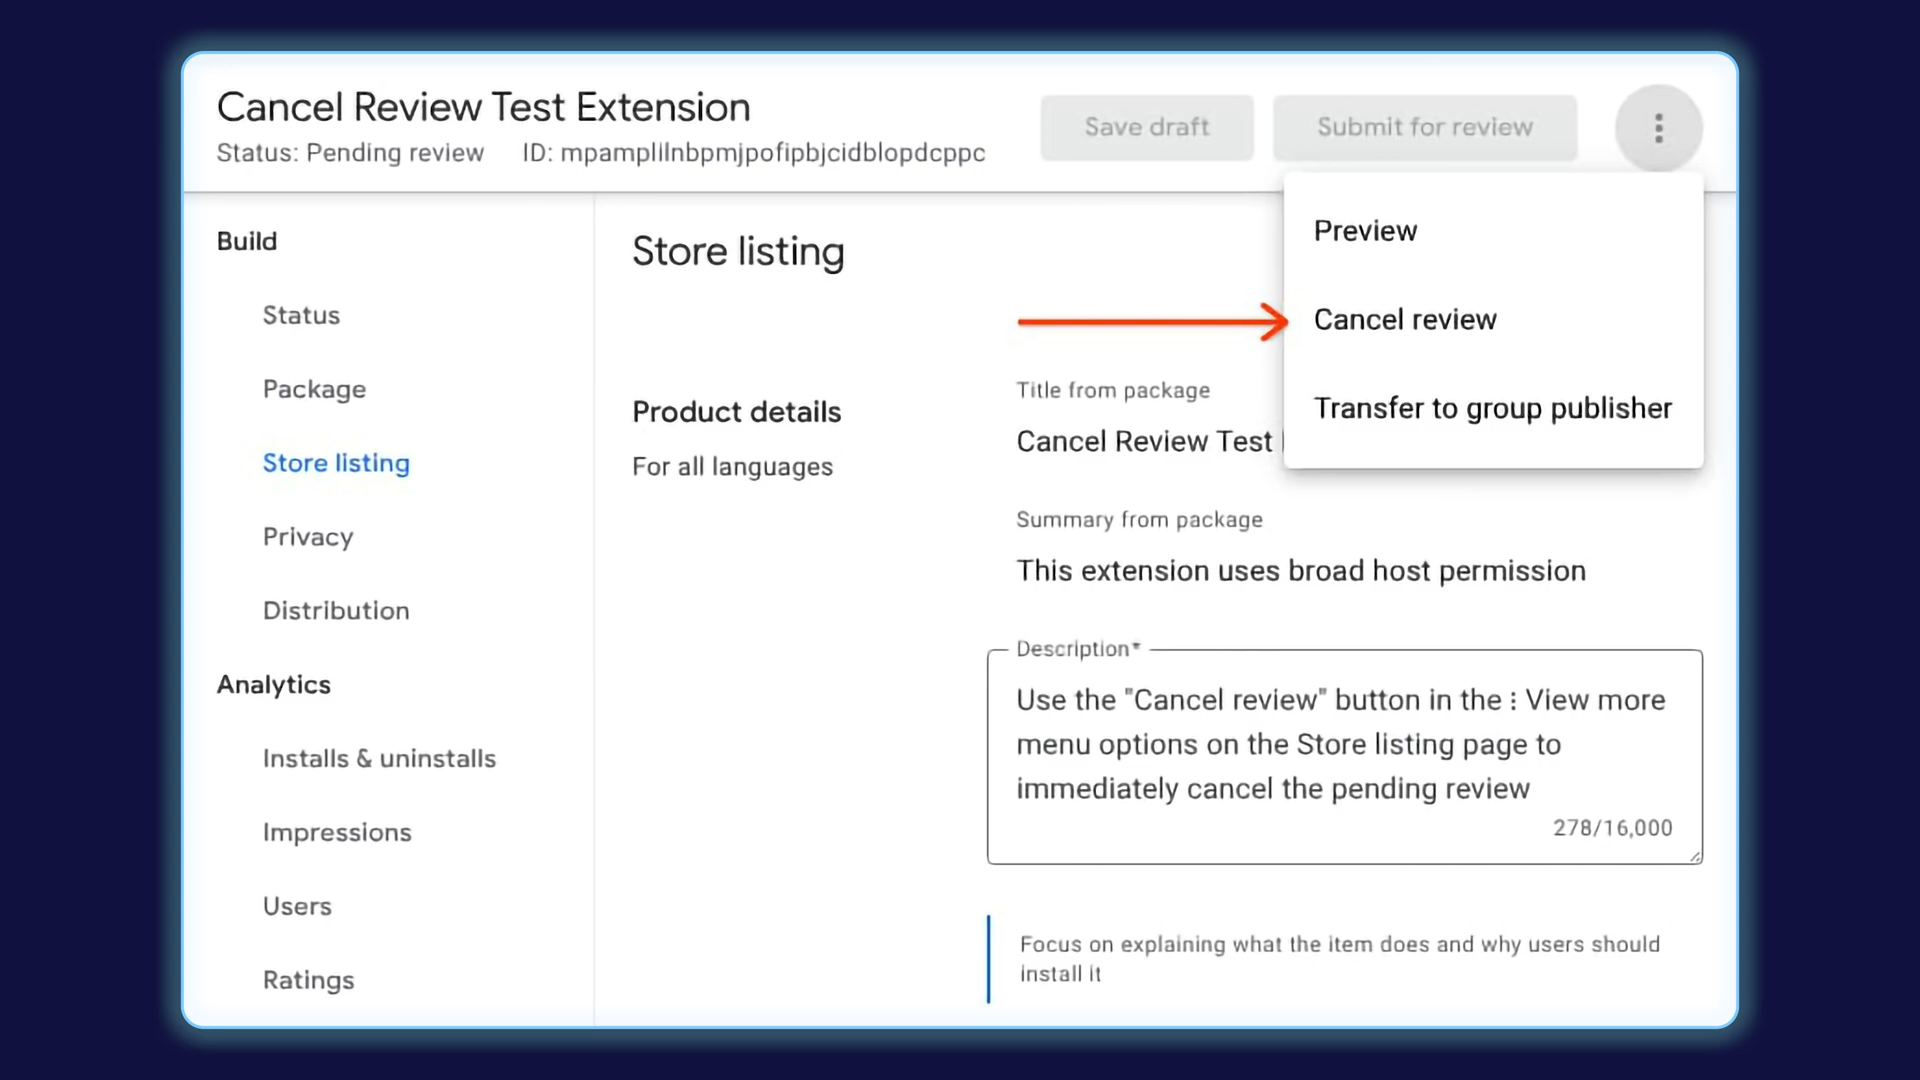 Cancel Review Test Extension
Status: Pending review ID: mpamplilnbpmjpofipbjcidblopdcppc
Save draft
Submit for review
Preview
Cancel review
Transfer to group publisher
Build
Status
Package
Store listing
Privacy
Distribution
Analytics
Installs & uninstalls
Impressions
Users
Ratings
Store listing
Product details
For all languages
Title from package
Cancel Review Test
Summary from package
This extension uses broad host permission
Description*
Use the "Cancel review" button in the ⋮ View more
menu options on the Store listing page to
immediately cancel the pending review
278/16,000
Focus on explaining what the item does and why users should
install it